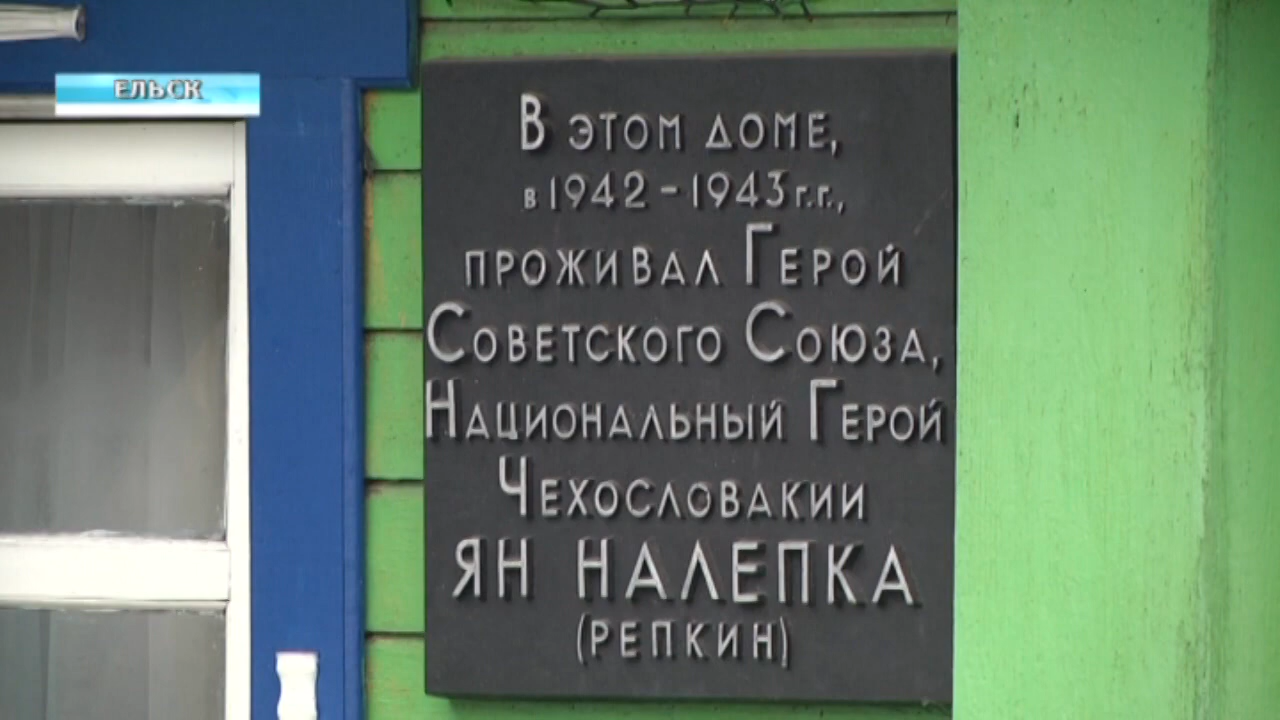 ЕЛЬСК
В ЭТОМ ДОМЕ,
в 1942 - 1943 г.г.,
ПРОЖИВАЛ ГЕРОЙ
СОВЕТСКОГО СОЮЗА,
НАЦИОНАЛЬНЫЙ ГЕРОЙ
ЧЕХОСЛОВАКИИ
ЯН НАЛЕПКА
(РЕПКИН)